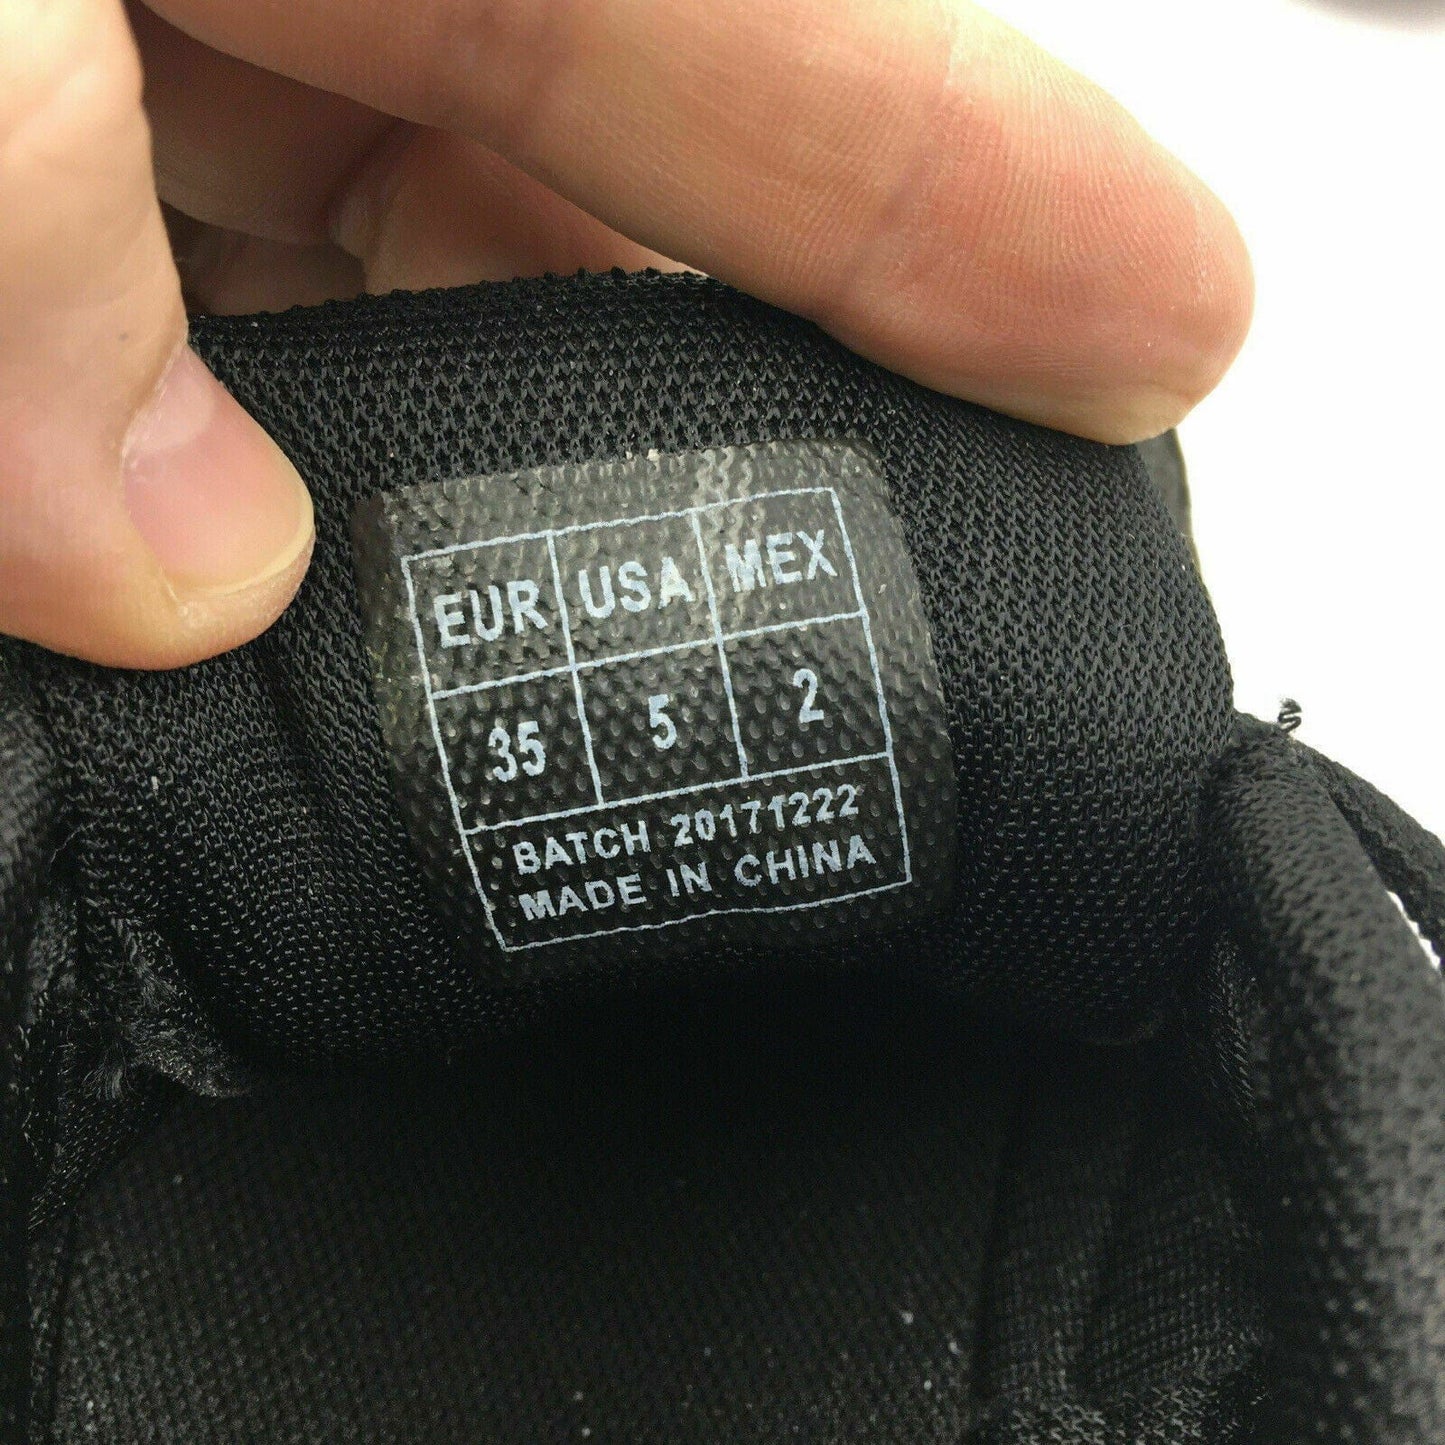 EUR USA MEX
35 5 2
BATCH 20171222
MADE IN CHINA